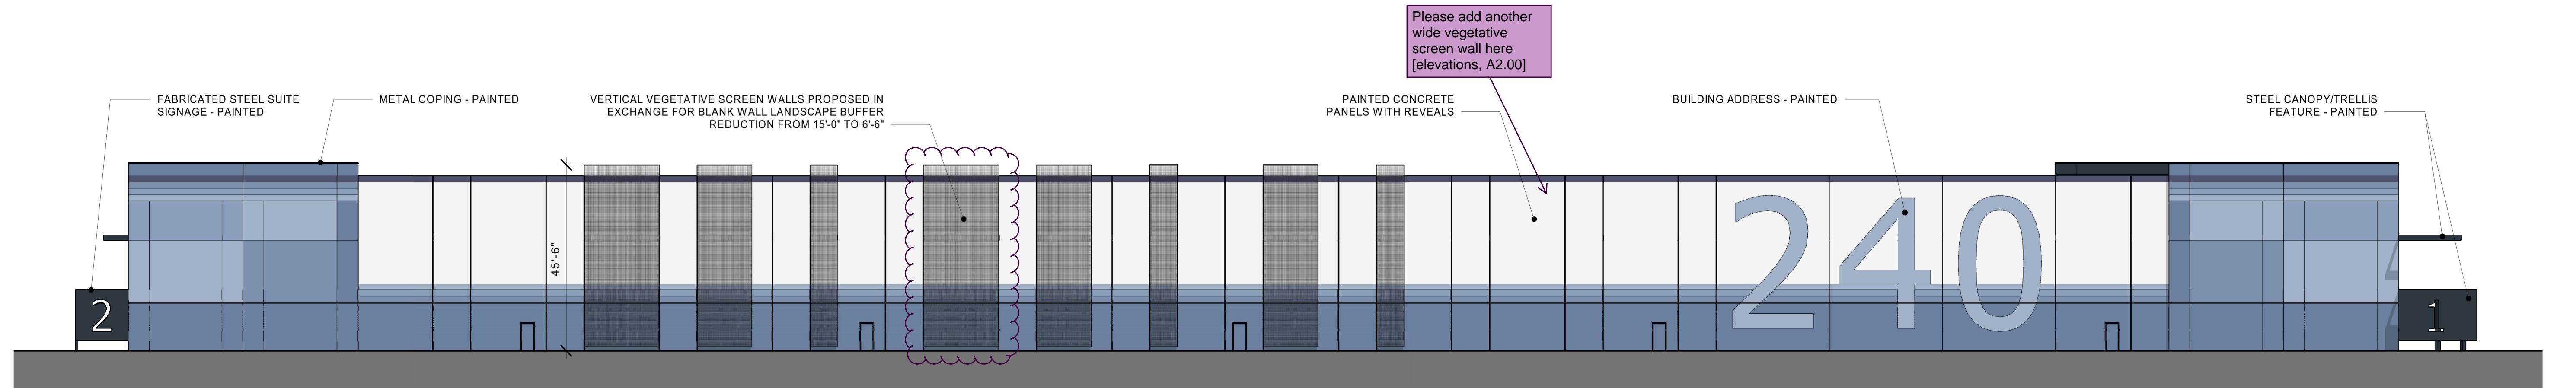 Please add another
wide vegetative
screen wall here
[elevations, A2.00]
FABRICATED STEEL SUITE
SIGNAGE - PAINTED
METAL COPING - PAINTED
VERTICAL VEGETATIVE SCREEN WALLS PROPOSED IN
EXCHANGE FOR BLANK WALL LANDSCAPE BUFFER
REDUCTION FROM 15'-0" TO 6'-6"
PAINTED CONCRETE
PANELS WITH REVEALS
BUILDING ADDRESS - PAINTED
STEEL CANOPY/TRELLIS
FEATURE - PAINTED
45'-6"
2
240
1